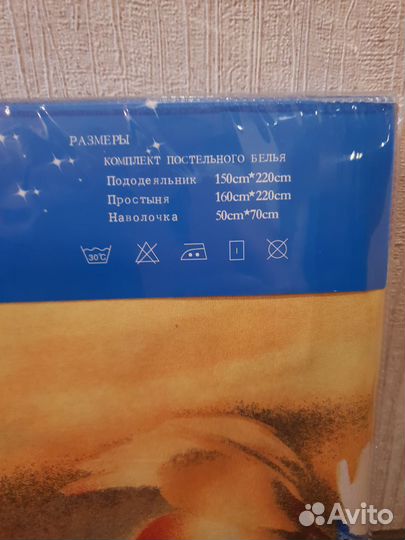 РАЗМЕРЫ
КОМПЛЕКТ ПОСТЕЛЬНОГО БЕЛЬЯ
Пододеяльник 150cm*220cm
Простыня 160cm*220cm
Наволочка 50cm*70cm
30°C
Avito